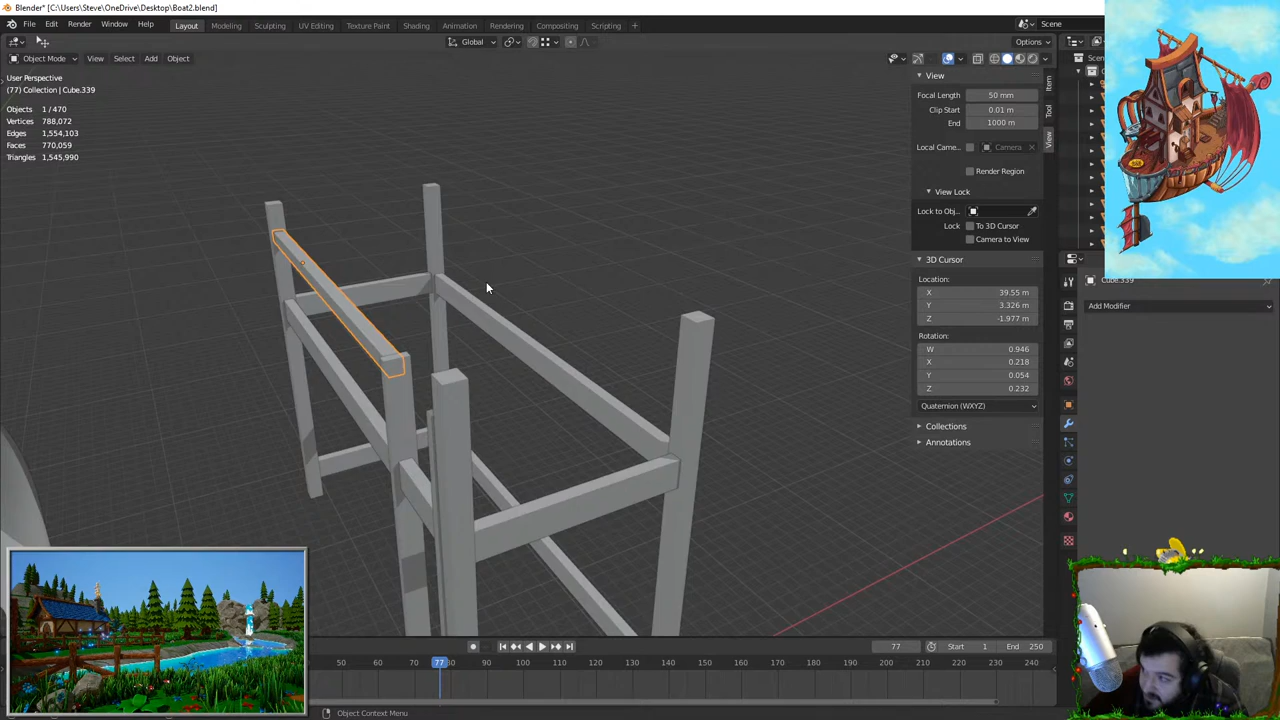 Blender* [C:\Users\Steve\OneDrive\Desktop\Boat2.blend]
File Edit Render Window Help Layout Modeling Sculpting UV Editing Texture Paint Shading Animation Rendering Compositing Scripting + Scene
Global Options
Object Mode View Select Add Object
User Perspective
(77) Collection | Cube.339
Objects 1 / 470
Vertices 788,072
Edges 1,554,103
Faces 770,059
Triangles 1,545,990
View
Focal Length 50 mm
Clip Start 0.01 m
End 1000 m
Local Came... Camera
Render Region
View Lock
Lock to Obj...
Lock To 3D Cursor
Camera to View
3D Cursor
Location:
X 39.55 m
Y 3.326 m
Z -1.977 m
Rotation:
W 0.946
X 0.218
Y 0.054
Z 0.232
Quaternion (WXYZ)
Collections
Annotations
Item
Tool
View
Cube.339
Add Modifier
77 Start 1 End 250
50 60 70 77 80 90 100 110 120 130 140 150 160 170 180 190 200 210 220 230 240
Object Context Menu